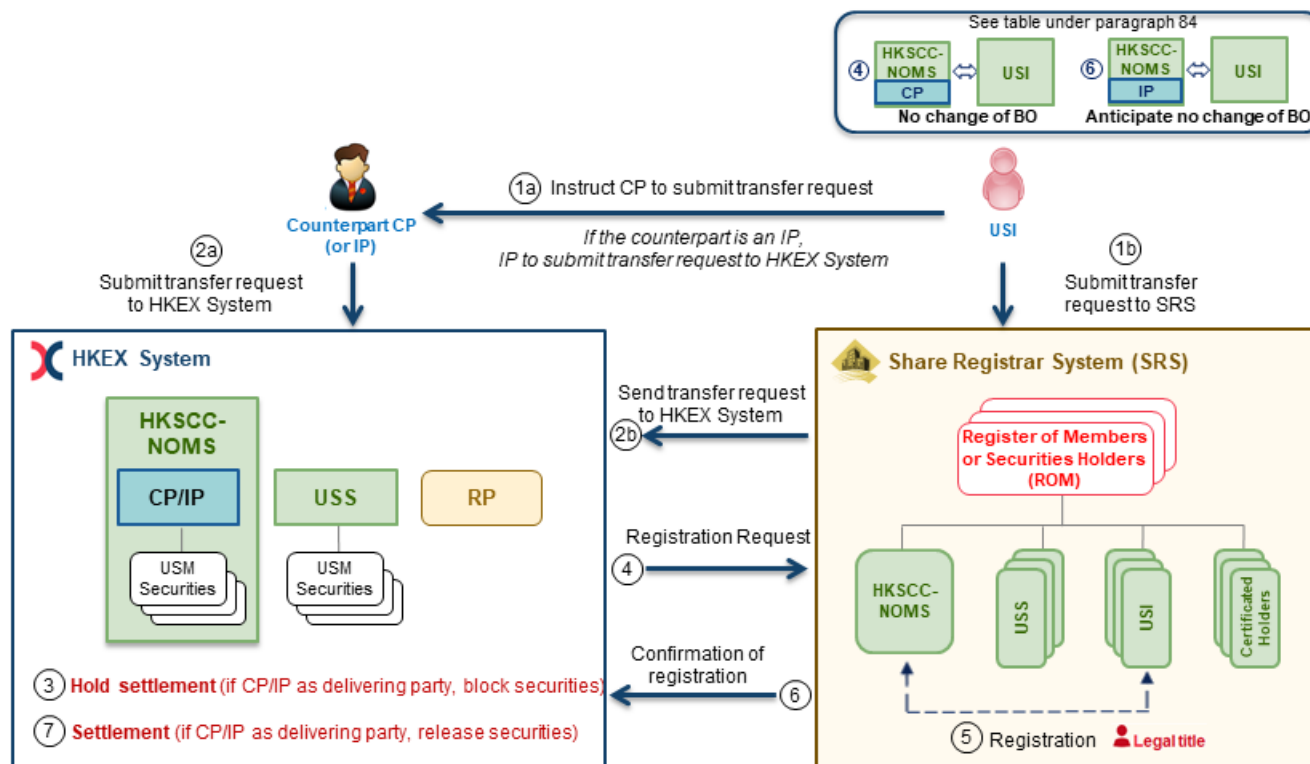 See table under paragraph 84
④
HKSCC-
NOMS
CP
USI
No change of BO
⑥
HKSCC-
NOMS
IP
USI
Anticipate no change of BO
Counterpart CP
(or IP)
1a Instruct CP to submit transfer request
If the counterpart is an IP,
IP to submit transfer request to HKEX System
USI
2a
Submit transfer request
to HKEX System
1b
Submit transfer
request to SRS
HKEX System
HKSCC-
NOMS
CP/IP
USM
Securities
USS
USM
Securities
RP
3 Hold settlement (if CP/IP as delivering party, block securities)
7 Settlement (if CP/IP as delivering party, release securities)
Send transfer request
to HKEX System
2b
Registration Request
4
Confirmation of
registration
6
Share Registrar System (SRS)
Register of Members
or Securities Holders
(ROM)
HKSCC-
NOMS
USS
USI
Certificated
Holders
5 Registration Legal title